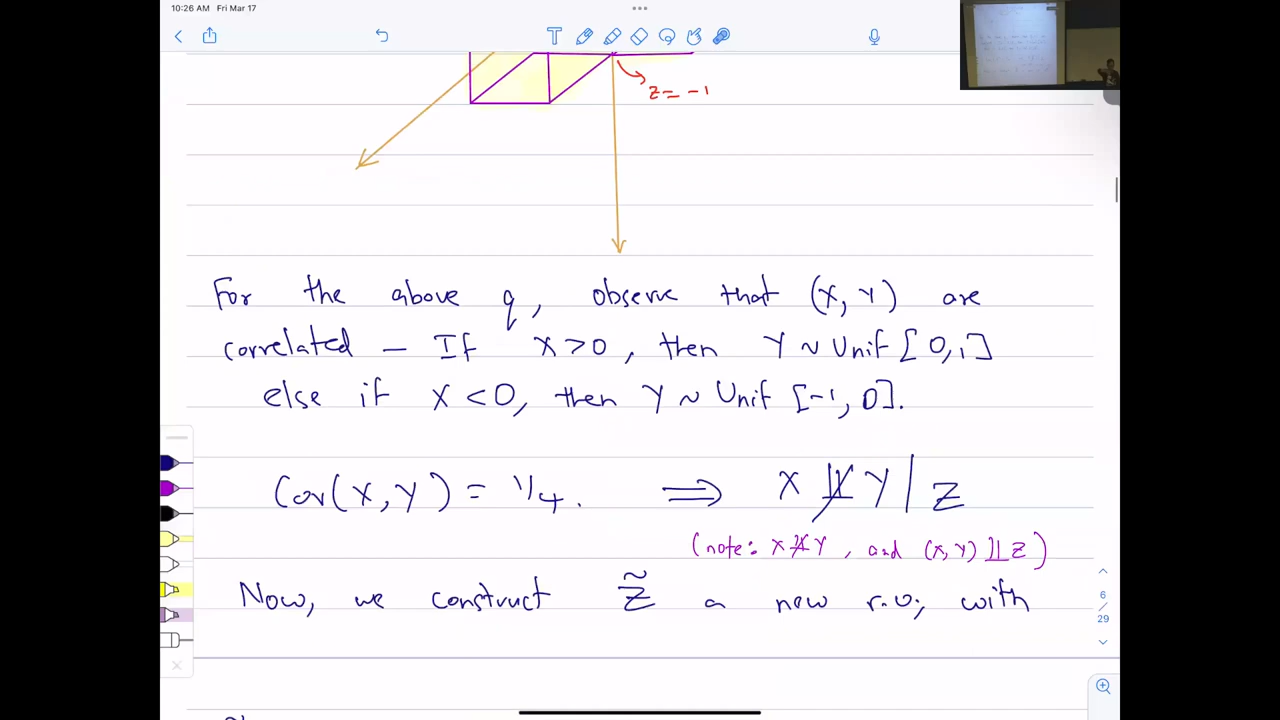 10:26 AM Fri Mar 17
z = -1
For the above q, observe that (X, Y) are
correlated – If X > 0, then Y ~ Unif [0,1]
else if X < 0, then Y ~ Unif [-1, 0].
Cov(X, Y) = 1/4. ⟹ X ⫫̸ Y | Z
(note: X ⫫̸ Y, and (X, Y) ⫫ Z)
Now, we construct Z̃ a new r.v; with
6
/
29